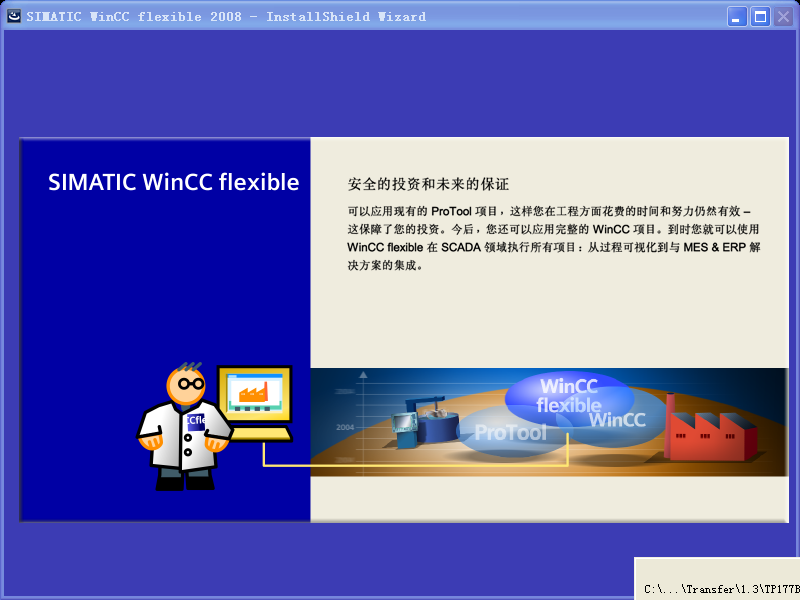 SIMATIC WinCC flexible 2008 - InstallShield Wizard
SIMATIC WinCC flexible
安全的投资和未来的保证
可以应用现有的 ProTool 项目，这样您在工程方面花费的时间和努力仍然有效 –
这保障了您的投资。今后，您还可以应用完整的 WinCC 项目。到时您就可以使用
WinCC flexible 在 SCADA 领域执行所有项目：从过程可视化到与 MES & ERP 解
决方案的集成。
WinCC
flexible
WinCC
ProTool
2004
CCfle
C:\...\Transfer\1.3\TP177B